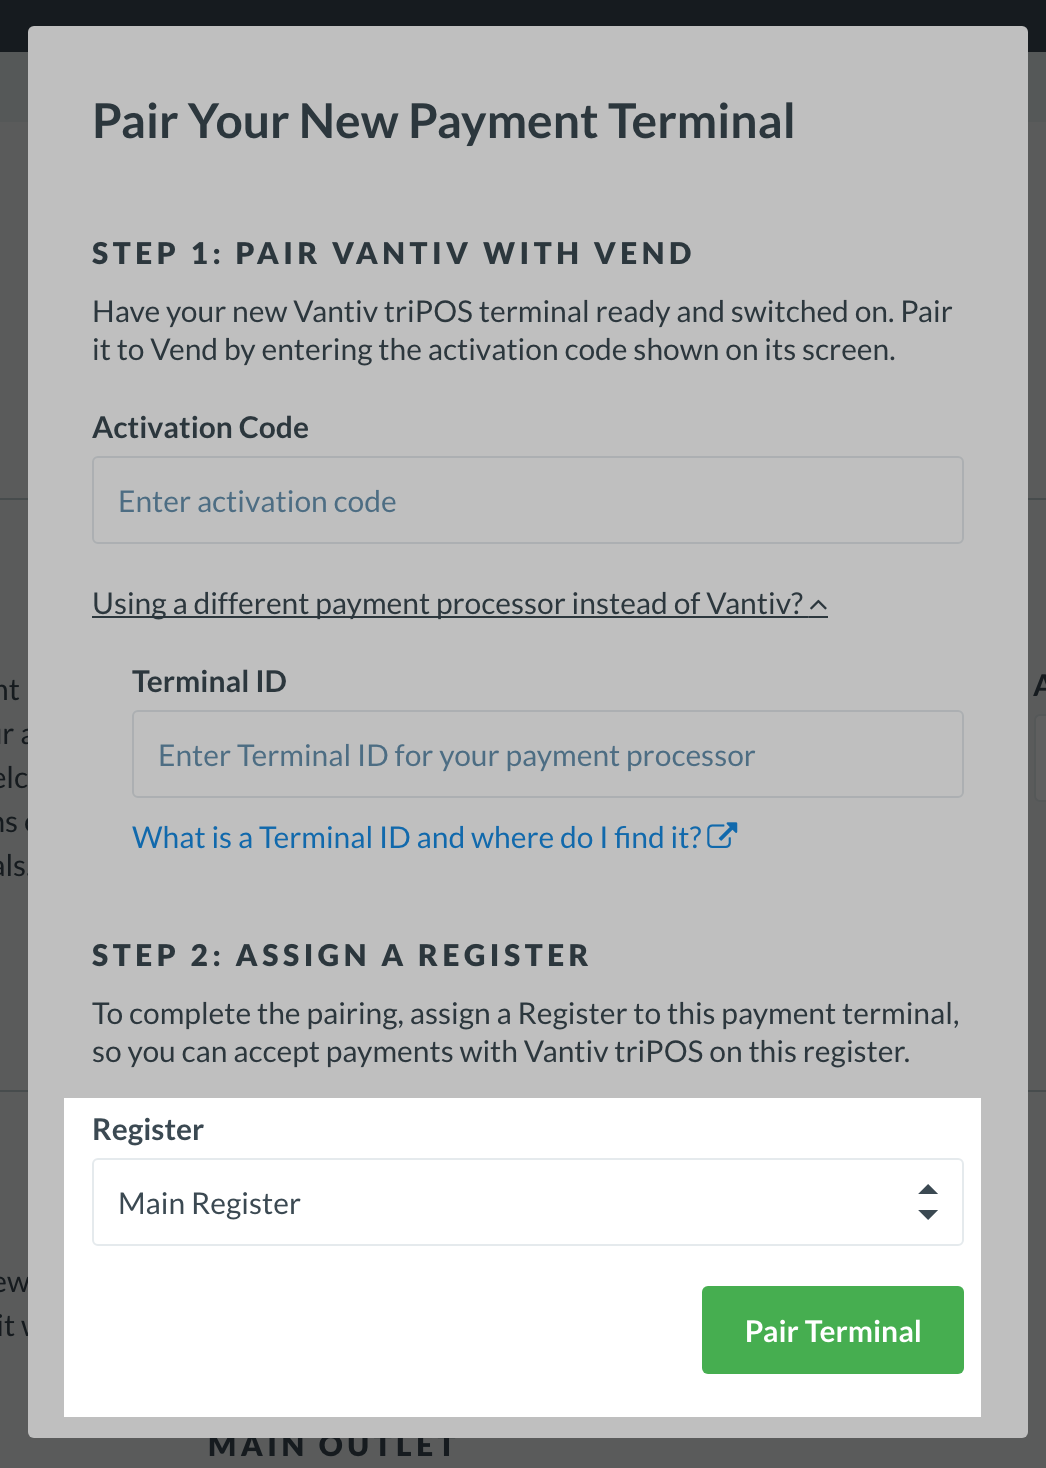 Pair Your New Payment Terminal
STEP 1: PAIR VANTIV WITH VEND
Have your new Vantiv triPOS terminal ready and switched on. Pair
it to Vend by entering the activation code shown on its screen.
Activation Code
Enter activation code
Using a different payment processor instead of Vantiv?
Terminal ID
Enter Terminal ID for your payment processor
What is a Terminal ID and where do I find it?
STEP 2: ASSIGN A REGISTER
To complete the pairing, assign a Register to this payment terminal,
so you can accept payments with Vantiv triPOS on this register.
Register
Main Register
Pair Terminal
MAIN OUTLET